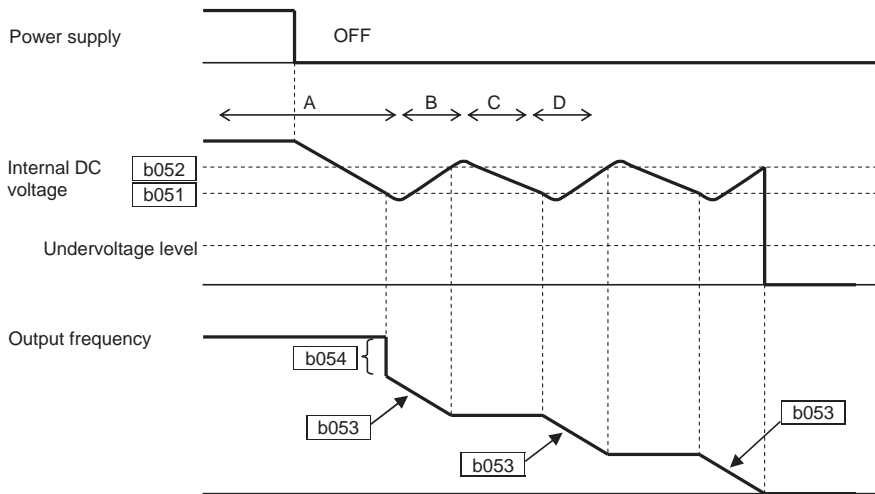 Power supply
OFF
A
B
C
D
Internal DC
voltage
b052
b051
Undervoltage level
Output frequency
b054
b053
b053
b053